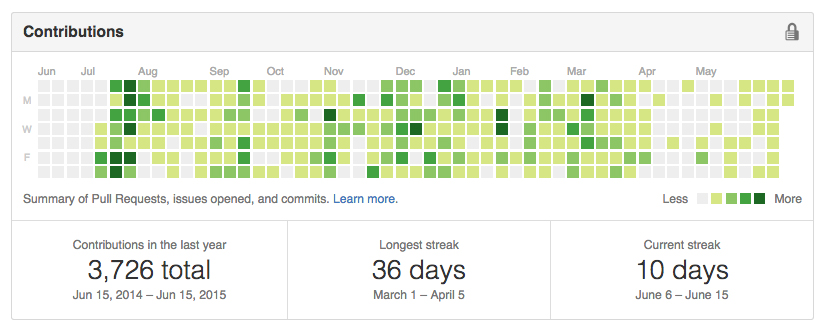 Contributions
Jun Jul Aug Sep Oct Nov Dec Jan Feb Mar Apr May
M
W
F
Summary of Pull Requests, issues opened, and commits. Learn more.
Less More
Contributions in the last year
3,726 total
Jun 15, 2014 – Jun 15, 2015
Longest streak
36 days
March 1 – April 5
Current streak
10 days
June 6 – June 15